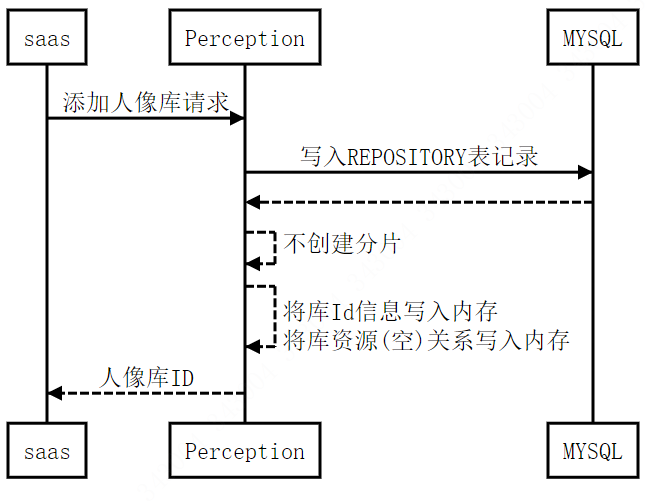 saas
Perception
MYSQL
添加人像库请求
写入REPOSITORY表记录
不创建分片
将库Id信息写入内存
将库资源(空)关系写入内存
人像库ID
saas
Perception
MYSQL